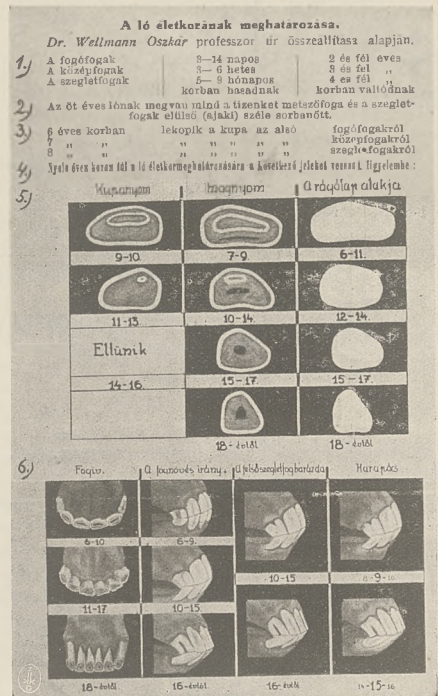 A ló életkorának meghatározása.
Dr. Wellmann Oszkár professzor úr összeállítása alapján.
1.) A fogófogak 8—14 napos 2 és fél éves
A középfogak 3— 6 hetes 3 és fél „
A szegletfogak 5— 9 hónapos 4 és fél „
korban hasadnak korban váltódnak
2.) Az öt éves lónak megvan mind a tizenkét metszőfoga és a szeglet-
fogak elülső (ajaki) széle sorbanőtt.
3.) 6 éves korban lekopik a kupa az alsó fogófogakról
7 „ „ „ „ „ „ középfogakról
8 „ „ „ „ „ „ szegletfogakról
4.) Nyolc éves koron túl a ló életkormeghatározására a következő jeleket vesszük figyelembe:
5.) Kupanyom Magnyom A rágólap alakja
9-10. 7-9. 6-11.
11-13. 10-14. 12-14.
Eltűnik
14-16. 15-17. 15-17.
18-évtől 18-évtől
6.) Fogív. A fognövés irány. A felső szegletfog barázda Harapás
6-10 6-9. 10-15 9-10
11-17 10-15.
18-évtől 16-évtől 16-évtől 14-15-16